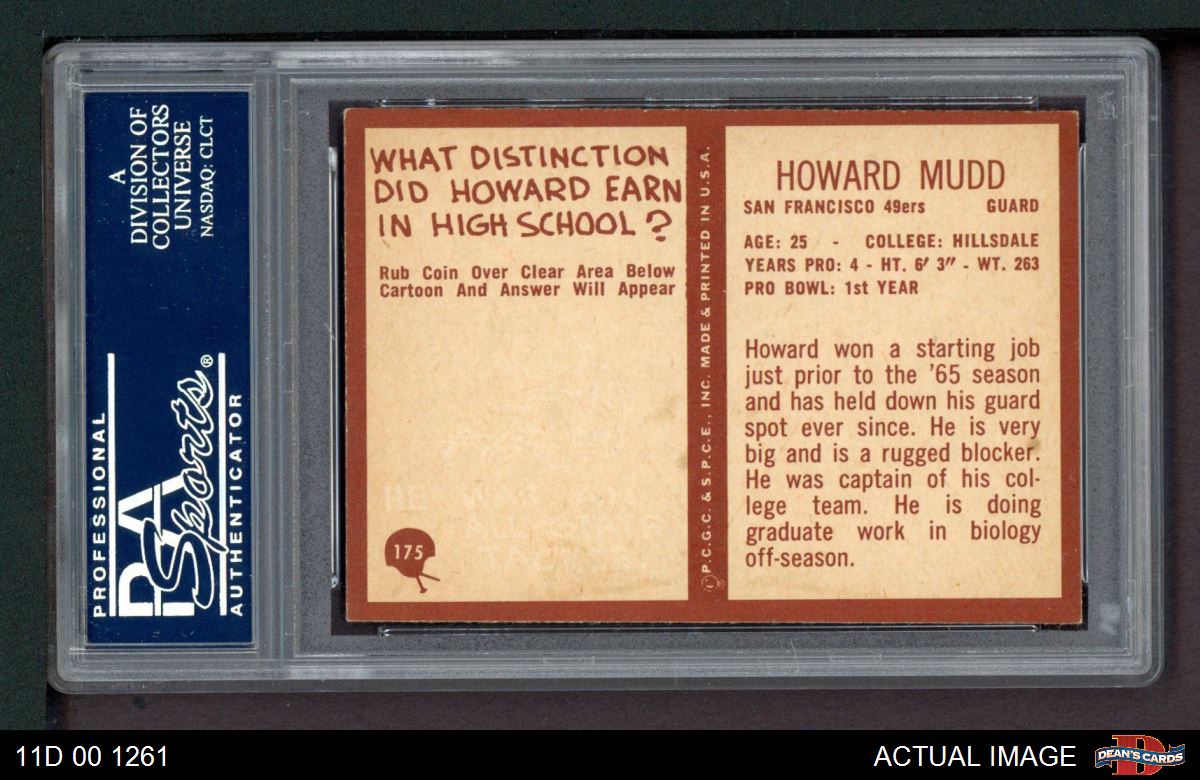 A
DIVISION OF
COLLECTORS
UNIVERSE
NASDAQ: CLCT
PROFESSIONAL
PSA
Sports®
AUTHENTICATOR
WHAT DISTINCTION
DID HOWARD EARN
IN HIGH SCHOOL?
Rub Coin Over Clear Area Below
Cartoon And Answer Will Appear
HE WAS
175
© P.C.G.C. & S.P.C.E., INC. MADE & PRINTED IN U.S.A.
HOWARD MUDD
SAN FRANCISCO 49ers GUARD
AGE: 25 - COLLEGE: HILLSDALE
YEARS PRO: 4 - HT. 6' 3" - WT. 263
PRO BOWL: 1st YEAR
Howard won a starting job
just prior to the '65 season
and has held down his guard
spot ever since. He is very
big and is a rugged blocker.
He was captain of his col-
lege team. He is doing
graduate work in biology
off-season.
11D 00 1261
ACTUAL IMAGE
DEAN'S CARDS